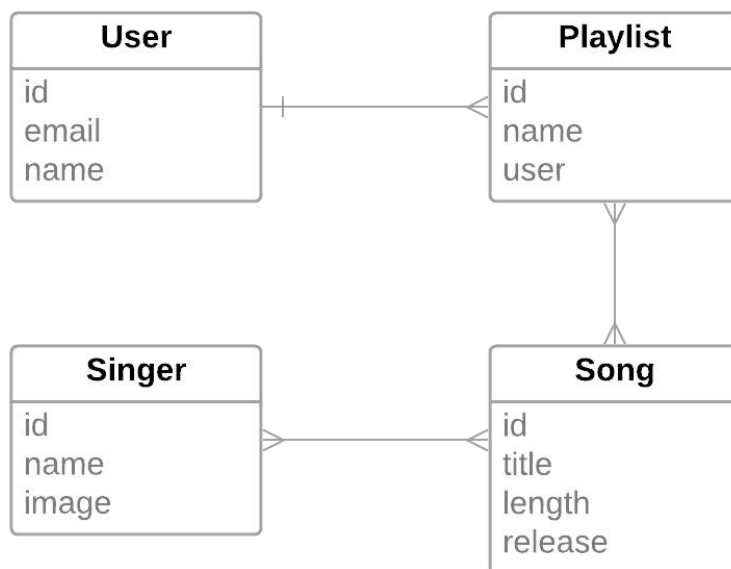 User
id
email
name
Playlist
id
name
user
Singer
id
name
image
Song
id
title
length
release